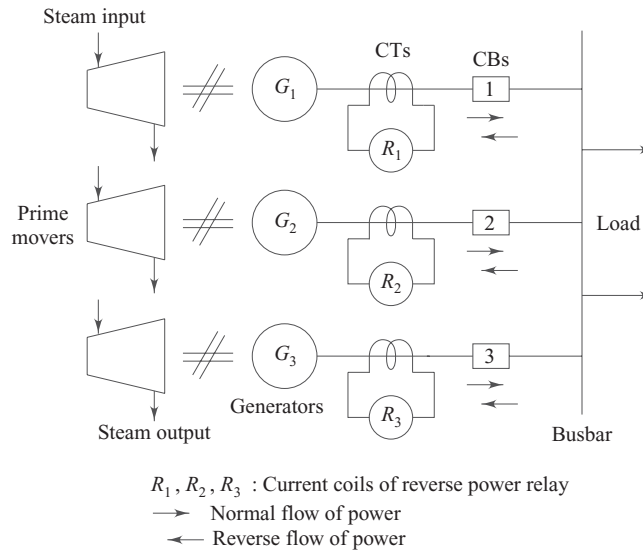 Steam input
CTs
CBs
G1
1
R1
Prime
movers
G2
2
Load
R2
G3
3
Generators
R3
Steam output
Busbar
R1 , R2 , R3 : Current coils of reverse power relay
Normal flow of power
Reverse flow of power